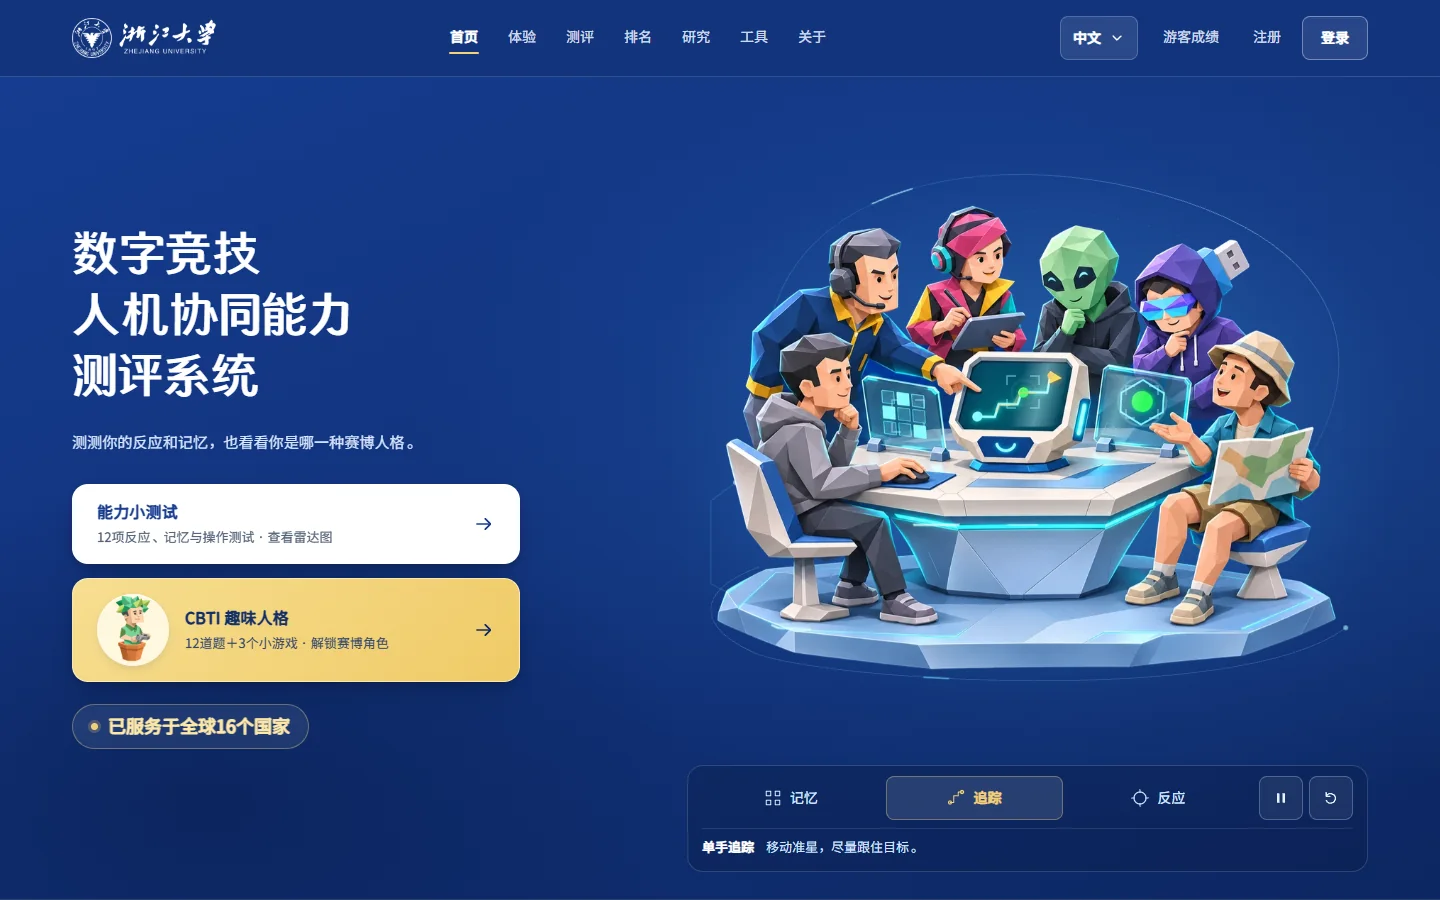 浙江大学
ZHEJIANG UNIVERSITY
首页
体验
测评
排名
研究
工具
关于
中文
游客成绩
注册
登录
数字竞技
人机协同能力
测评系统
测测你的反应和记忆，也看看你是哪一种赛博人格。
能力小测试
12项反应、记忆与操作测试 · 查看雷达图
CBTI 趣味人格
12道题＋3个小游戏 · 解锁赛博角色
已服务于全球16个国家
记忆
追踪
反应
单手追踪 移动准星，尽量跟住目标。